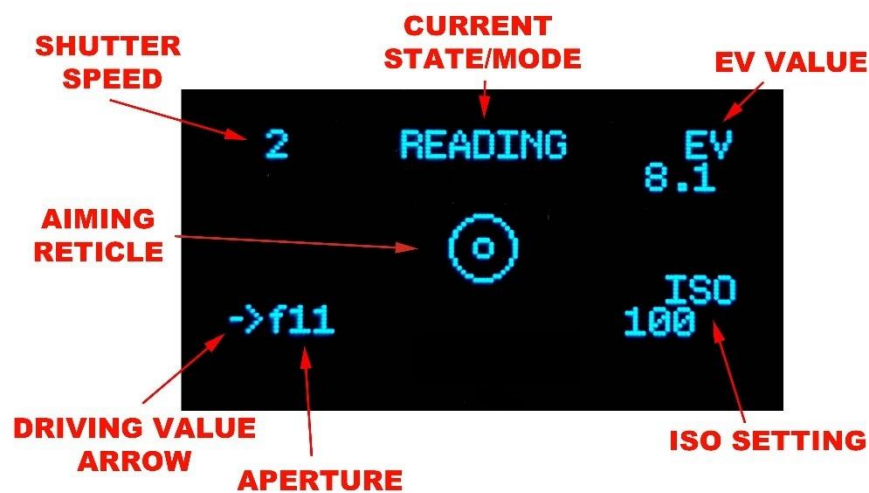 SHUTTER
SPEED
CURRENT
STATE/MODE
EV VALUE
2
READING
EV
8.1
AIMING
RETICLE
ISO
100
->f11
DRIVING VALUE
ARROW
APERTURE
ISO SETTING